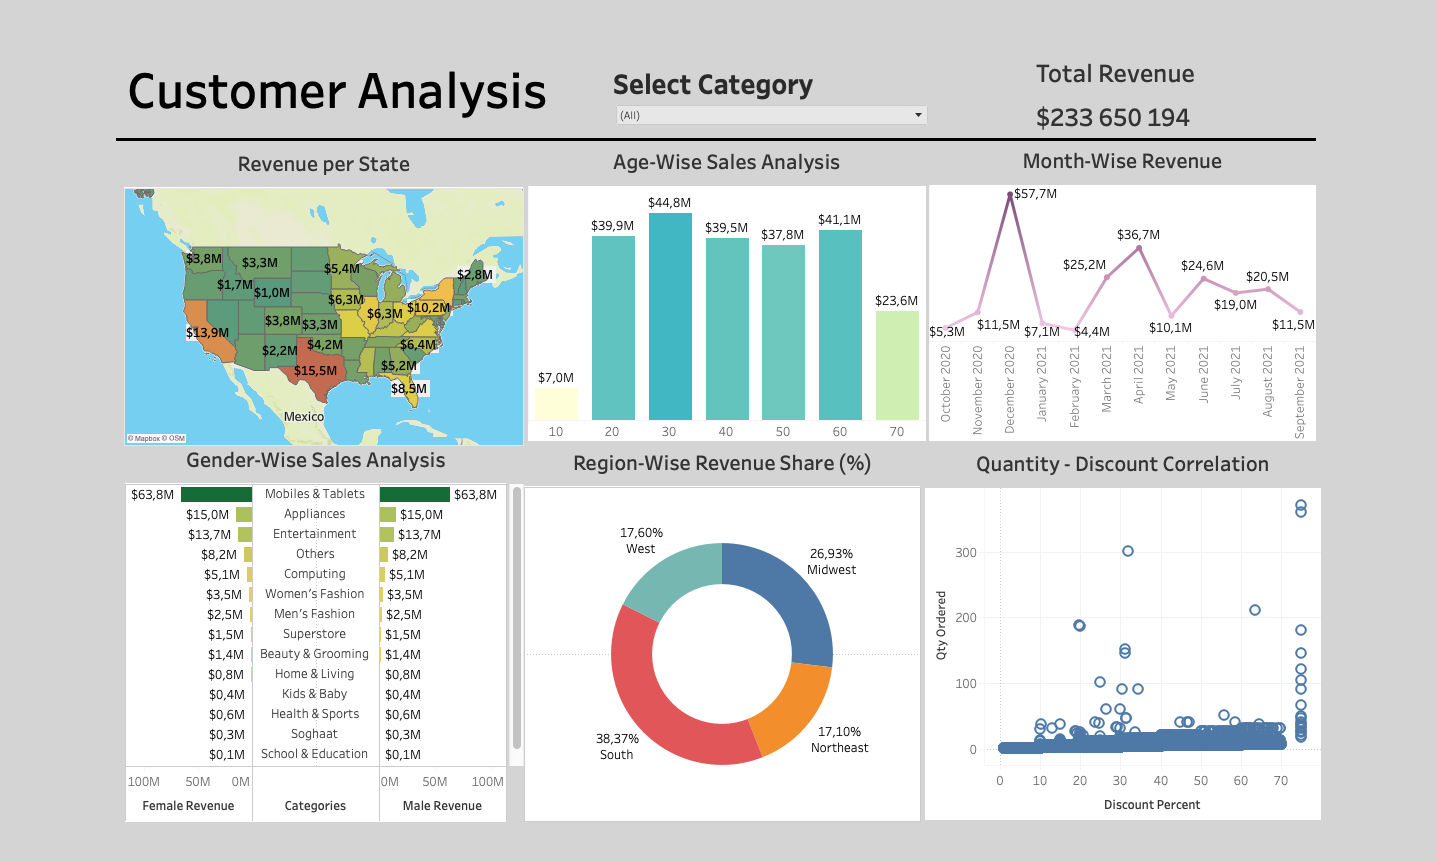 Customer Analysis
Select Category
(All)
Total Revenue
$233 650 194
Revenue per State
$3,8M
$3,3M
$5,4M
$2,8M
$1,7M
$1,0M
$6,3M
$6,3M
$10,2M
$13,9M
$3,8M
$3,3M
$2,2M
$4,2M
$6,4M
$15,5M
$5,2M
$8,5M
Mexico
© Mapbox © OSM
Age-Wise Sales Analysis
$7,0M
$39,9M
$44,8M
$39,5M
$37,8M
$41,1M
$23,6M
10 20 30 40 50 60 70
Month-Wise Revenue
$5,3M
$11,5M
$57,7M
$7,1M
$4,4M
$25,2M
$36,7M
$10,1M
$24,6M
$19,0M
$20,5M
$11,5M
October 2020
November 2020
December 2020
January 2021
February 2021
March 2021
April 2021
May 2021
June 2021
July 2021
August 2021
September 2021
Gender-Wise Sales Analysis
$63,8M Mobiles & Tablets $63,8M
$15,0M Appliances $15,0M
$13,7M Entertainment $13,7M
$8,2M Others $8,2M
$5,1M Computing $5,1M
$3,5M Women's Fashion $3,5M
$2,5M Men's Fashion $2,5M
$1,5M Superstore $1,5M
$1,4M Beauty & Grooming $1,4M
$0,8M Home & Living $0,8M
$0,4M Kids & Baby $0,4M
$0,6M Health & Sports $0,6M
$0,3M Soghaat $0,3M
$0,1M School & Education $0,1M
100M 50M 0M 0M 50M 100M
Female Revenue Categories Male Revenue
Region-Wise Revenue Share (%)
17,60%
West
26,93%
Midwest
38,37%
South
17,10%
Northeast
Quantity - Discount Correlation
Qty Ordered
300
200
100
0
0 10 20 30 40 50 60 70
Discount Percent